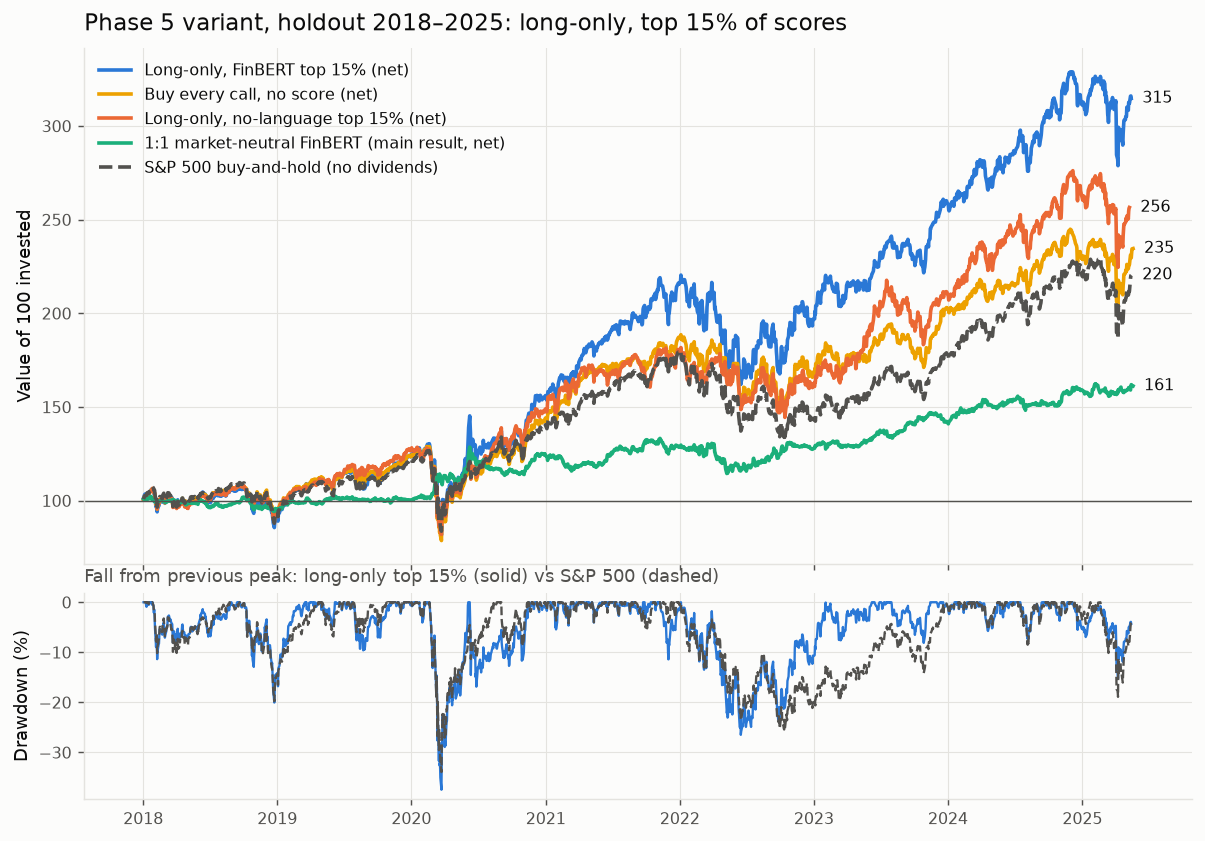 Phase 5 variant, holdout 2018–2025: long-only, top 15% of scores
Long-only, FinBERT top 15% (net)
Buy every call, no score (net)
Long-only, no-language top 15% (net)
1:1 market-neutral FinBERT (main result, net)
S&P 500 buy-and-hold (no dividends)
Value of 100 invested
300
250
200
150
100
315
256
235
220
161
Fall from previous peak: long-only top 15% (solid) vs S&P 500 (dashed)
Drawdown (%)
0
−10
−20
−30
2018 2019 2020 2021 2022 2023 2024 2025